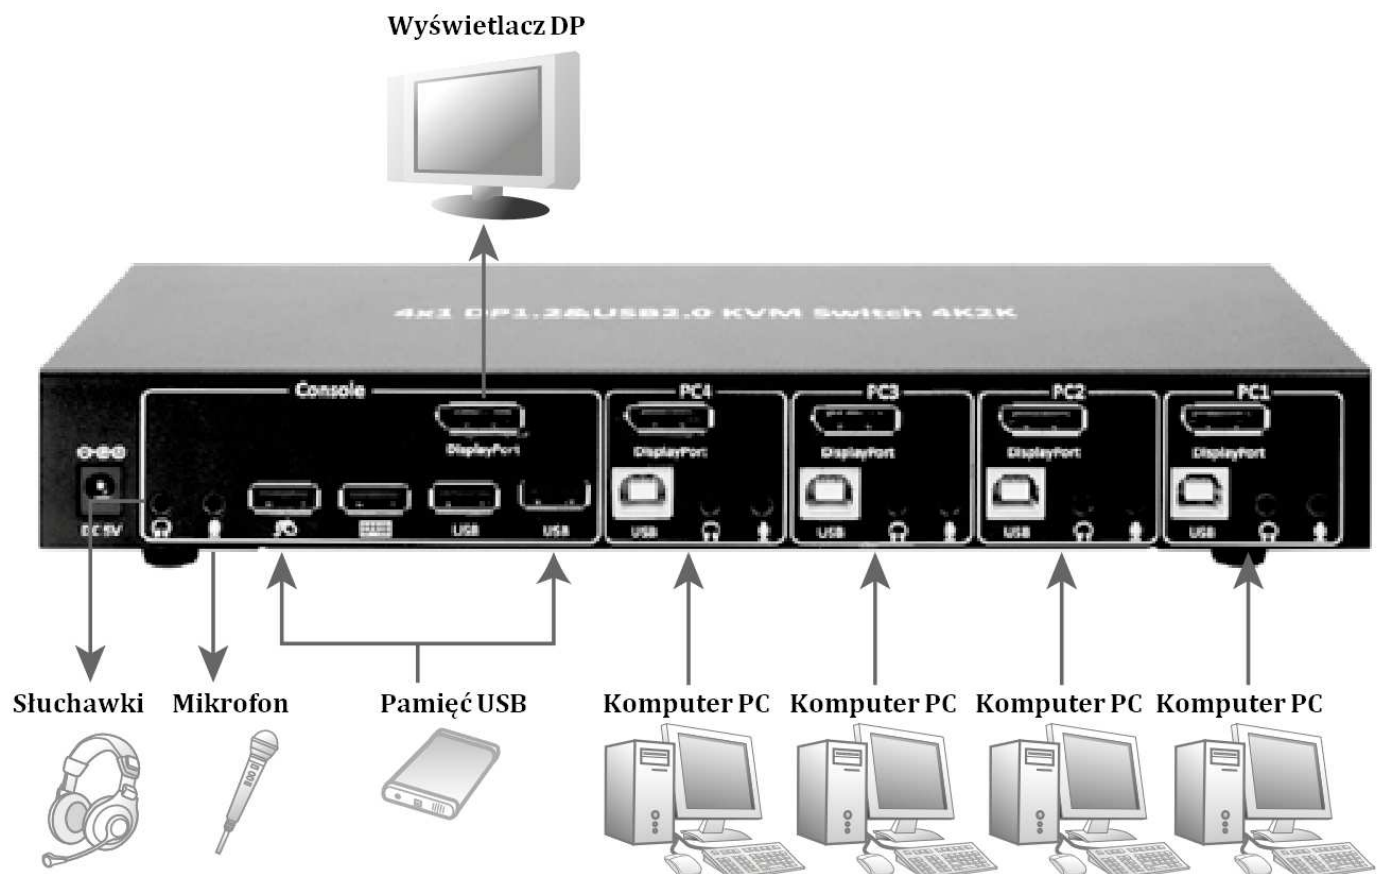 Wyświetlacz DP
4x1 DP1.2&USB2.0 KVM Switch 4K2K
Console
PC4
PC3
PC2
PC1
DisplayPort
DisplayPort
DisplayPort
DisplayPort
DisplayPort
DC 5V
USB
USB
USB
USB
USB
USB
Słuchawki
Mikrofon
Pamięć USB
Komputer PC
Komputer PC
Komputer PC
Komputer PC